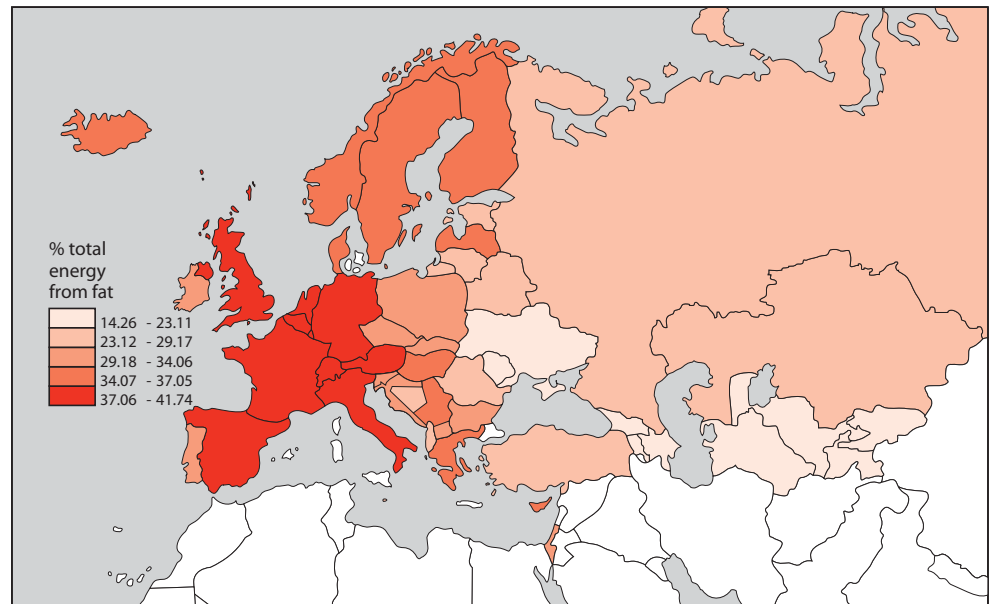 % total
energy
from fat
14.26 - 23.11
23.12 - 29.17
29.18 - 34.06
34.07 - 37.05
37.06 - 41.74